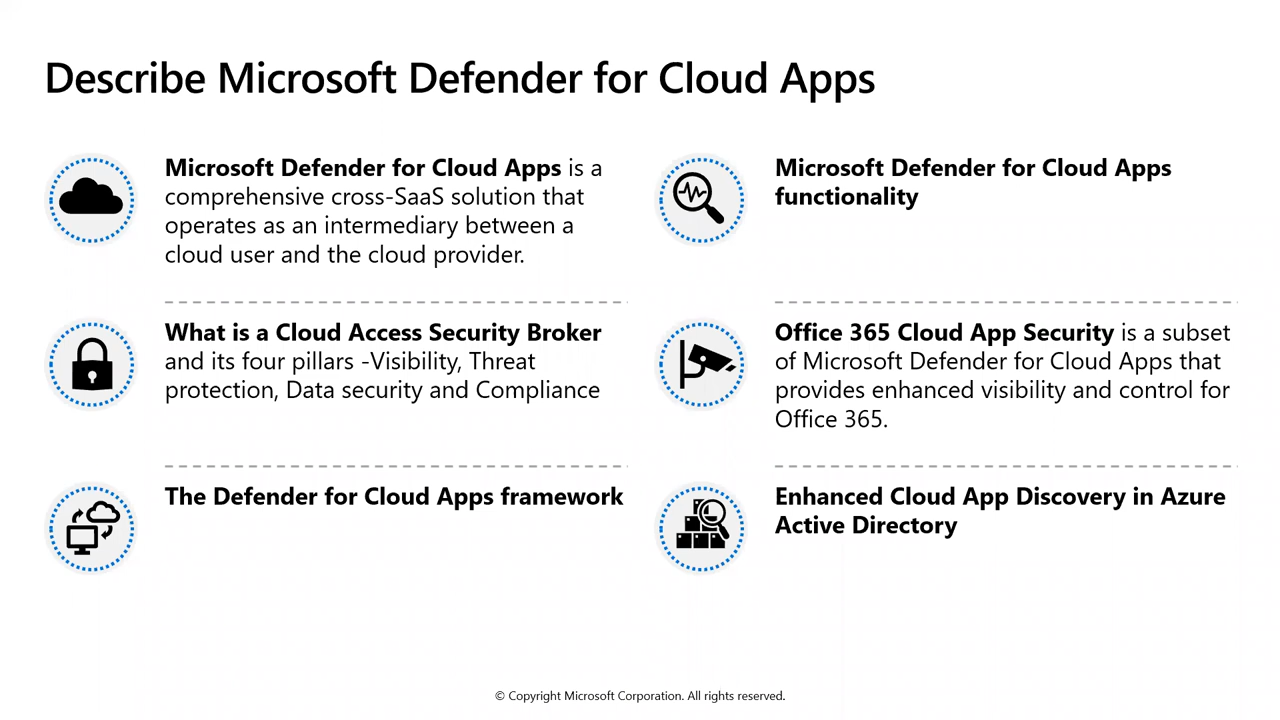 Describe Microsoft Defender for Cloud Apps
Microsoft Defender for Cloud Apps is a
comprehensive cross-SaaS solution that
operates as an intermediary between a
cloud user and the cloud provider.
What is a Cloud Access Security Broker
and its four pillars -Visibility, Threat
protection, Data security and Compliance
The Defender for Cloud Apps framework
Microsoft Defender for Cloud Apps
functionality
Office 365 Cloud App Security is a subset
of Microsoft Defender for Cloud Apps that
provides enhanced visibility and control for
Office 365.
Enhanced Cloud App Discovery in Azure
Active Directory
© Copyright Microsoft Corporation. All rights reserved.